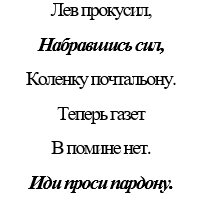 Лев прокусил,
Набравшись сил,
Коленку почтальону.
Теперь газет
В помине нет.
Иди проси пардону.